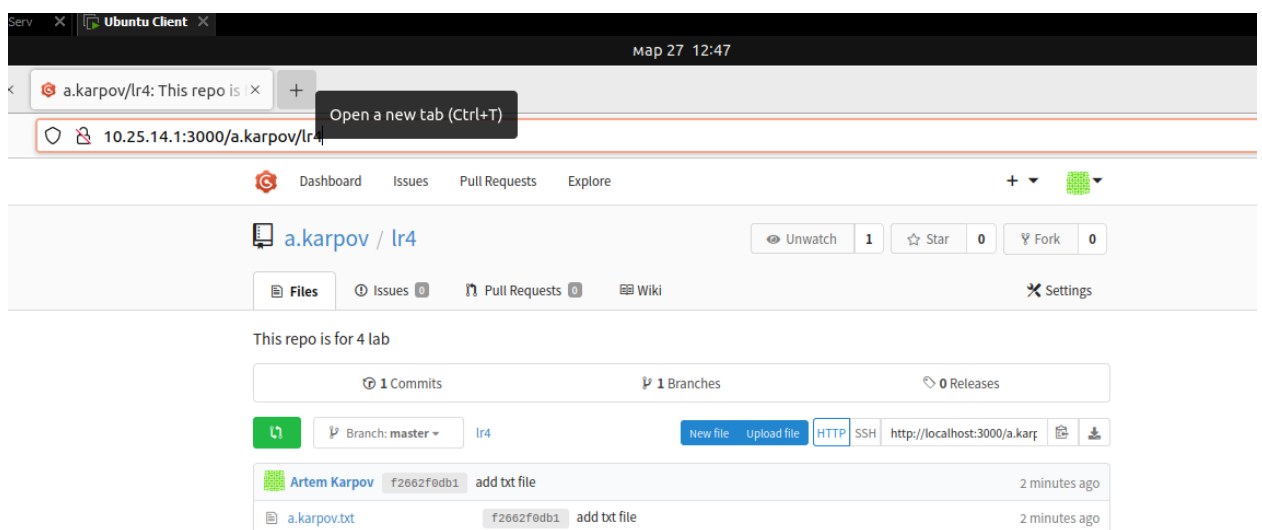 Serv Ubuntu Client
мар 27 12:47
a.karpov/lr4: This repo is
Open a new tab (Ctrl+T)
10.25.14.1:3000/a.karpov/lr4
Dashboard Issues Pull Requests Explore
a.karpov / lr4 Unwatch 1 Star 0 Fork 0
Files Issues 0 Pull Requests 0 Wiki Settings
This repo is for 4 lab
1 Commits 1 Branches 0 Releases
Branch: master lr4 New file Upload file HTTP SSH http://localhost:3000/a.karp
Artem Karpov f2662f0db1 add txt file 2 minutes ago
a.karpov.txt f2662f0db1 add txt file 2 minutes ago